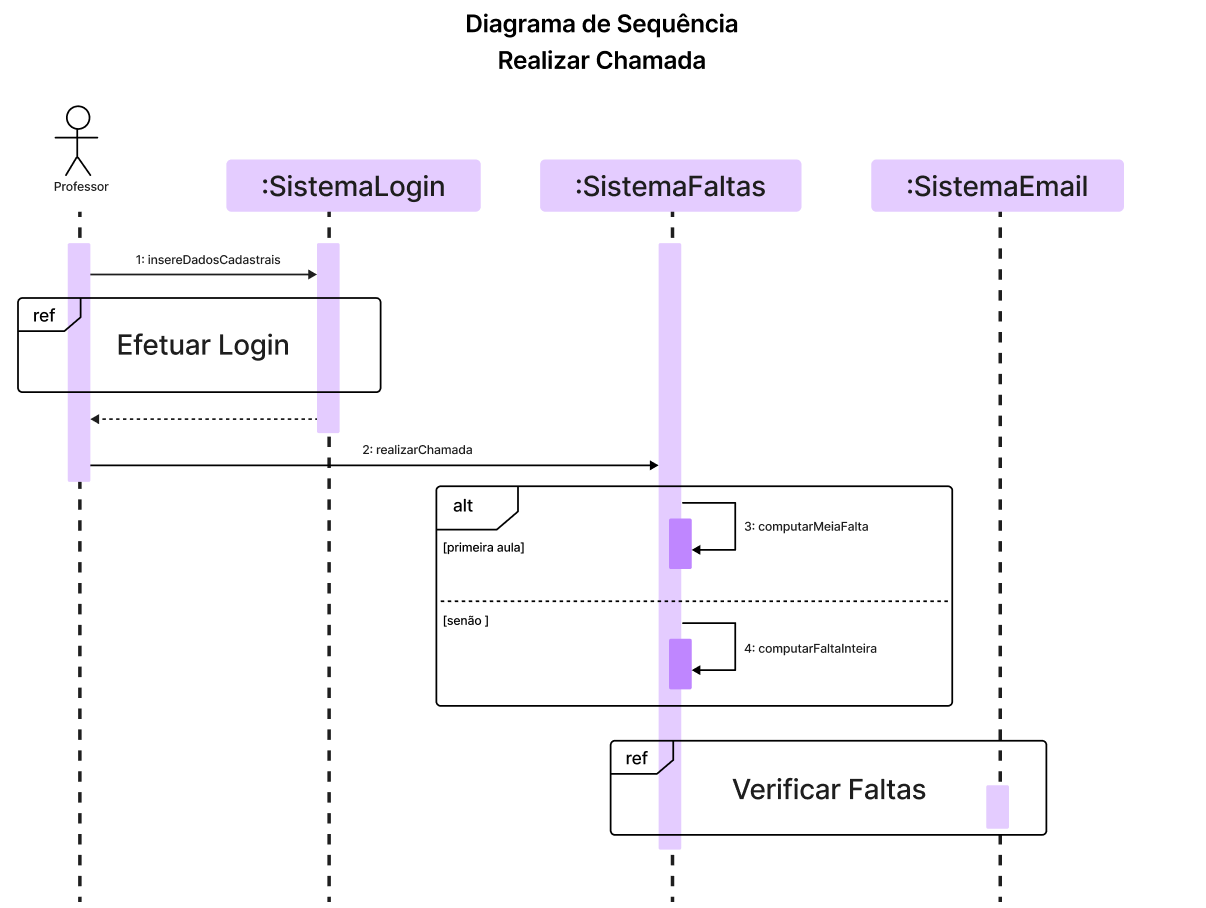 Diagrama de Sequência
Realizar Chamada
Professor
:SistemaLogin
:SistemaFaltas
:SistemaEmail
1: insereDadosCadastrais
ref
Efetuar Login
2: realizarChamada
alt
3: computarMeiaFalta
[primeira aula]
[senão ]
4: computarFaltaInteira
ref
Verificar Faltas